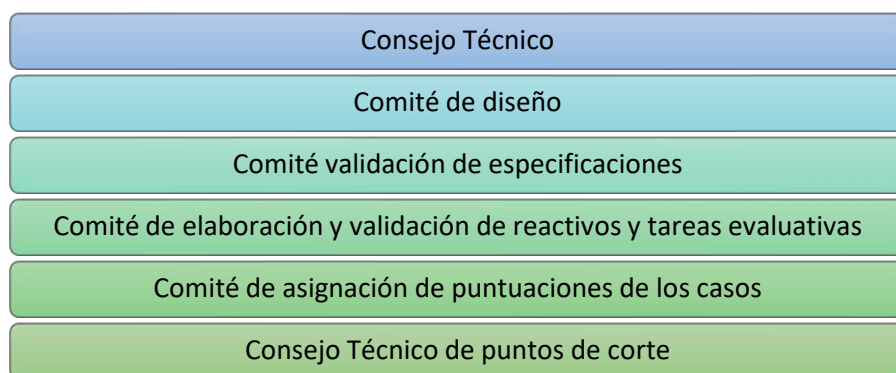 Consejo Técnico
Comité de diseño
Comité validación de especificaciones
Comité de elaboración y validación de reactivos y tareas evaluativas
Comité de asignación de puntuaciones de los casos
Consejo Técnico de puntos de corte